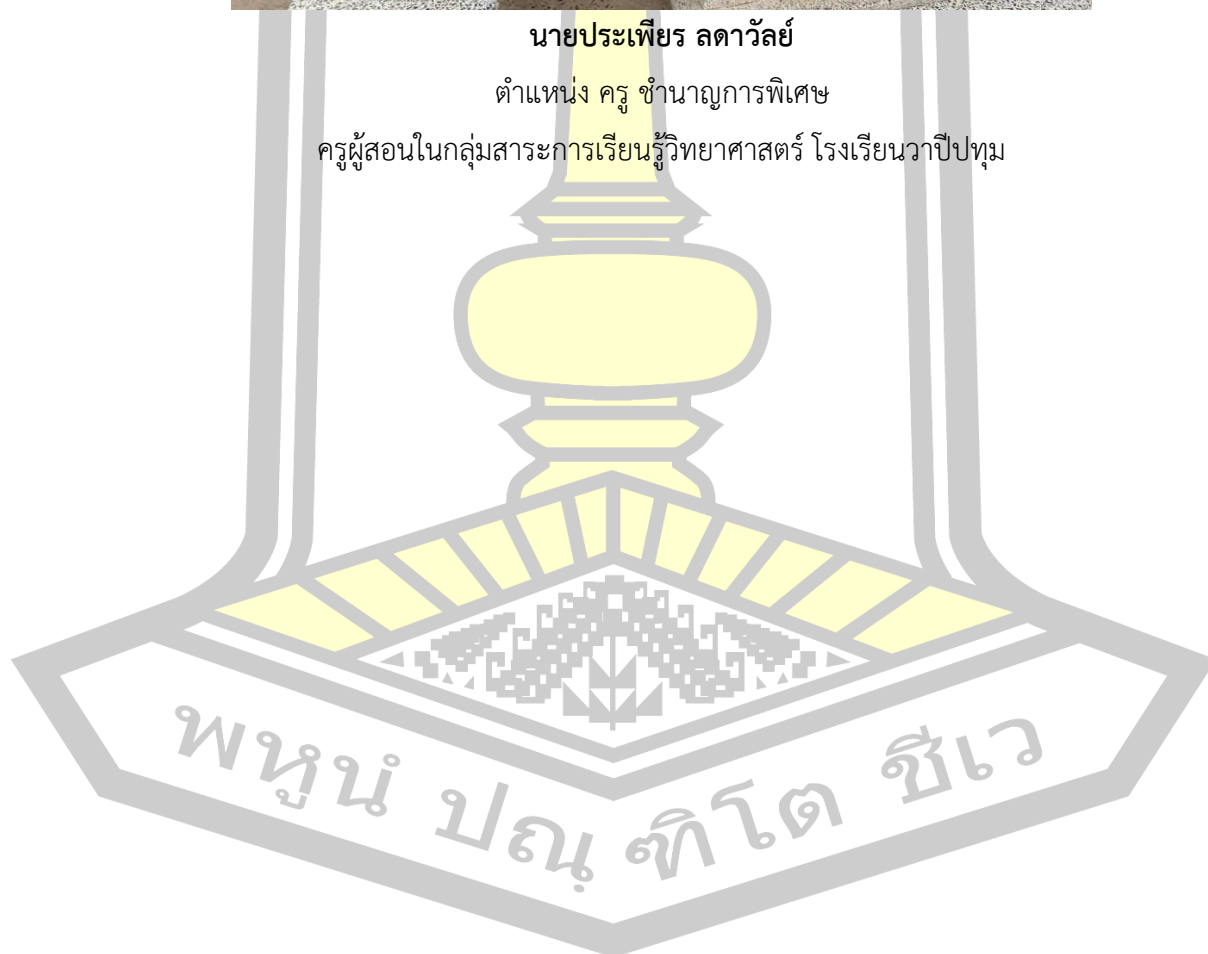 นายประเพียร ลดาวัลย์
ตำแหน่ง ครู ชำนาญการพิเศษ
ครูผู้สอนในกลุ่มสาระการเรียนรู้วิทยาศาสตร์ โรงเรียนวาปีปทุม
พหูนํ ปณฺฑิโต ชีเว